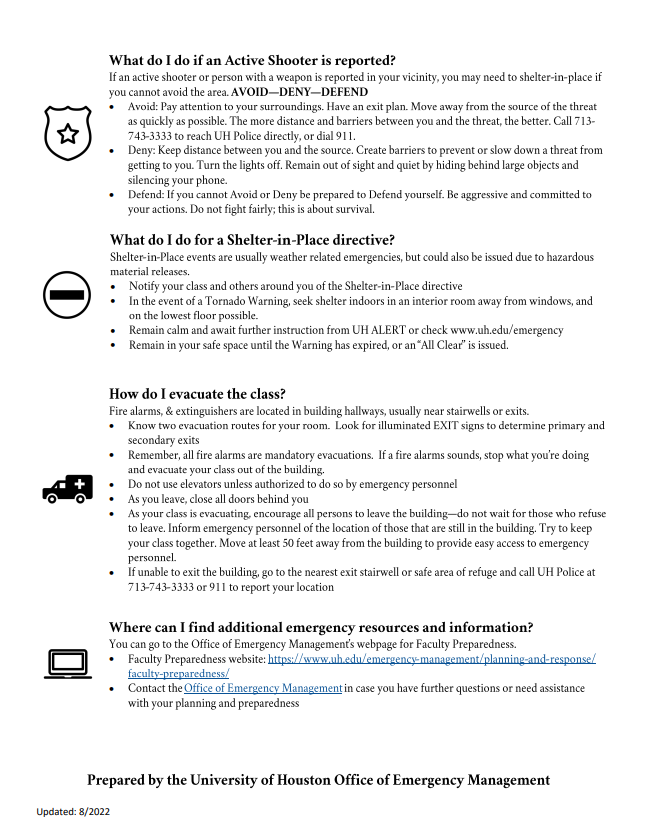 What do I do if an Active Shooter is reported?
If an active shooter or person with a weapon is reported in your vicinity, you may need to shelter-in-place if
you cannot avoid the area. AVOID—DENY—DEFEND
• Avoid: Pay attention to your surroundings. Have an exit plan. Move away from the source of the threat
as quickly as possible. The more distance and barriers between you and the threat, the better. Call 713-
743-3333 to reach UH Police directly, or dial 911.
• Deny: Keep distance between you and the source. Create barriers to prevent or slow down a threat from
getting to you. Turn the lights off. Remain out of sight and quiet by hiding behind large objects and
silencing your phone.
• Defend: If you cannot Avoid or Deny be prepared to Defend yourself. Be aggressive and committed to
your actions. Do not fight fairly; this is about survival.
What do I do for a Shelter-in-Place directive?
Shelter-in-Place events are usually weather related emergencies, but could also be issued due to hazardous
material releases.
• Notify your class and others around you of the Shelter-in-Place directive
• In the event of a Tornado Warning, seek shelter indoors in an interior room away from windows, and
on the lowest floor possible.
• Remain calm and await further instruction from UH ALERT or check www.uh.edu/emergency
• Remain in your safe space until the Warning has expired, or an “All Clear” is issued.
How do I evacuate the class?
Fire alarms, & extinguishers are located in building hallways, usually near stairwells or exits.
• Know two evacuation routes for your room. Look for illuminated EXIT signs to determine primary and
secondary exits
• Remember, all fire alarms are mandatory evacuations. If a fire alarm sounds, stop what you’re doing
and evacuate your class out of the building.
• Do not use elevators unless authorized to do so by emergency personnel
• As you leave, close all doors behind you
• As your class is evacuating, encourage all persons to leave the building—do not wait for those who refuse
to leave. Inform emergency personnel of the location of those that are still in the building. Try to keep
your class together. Move at least 50 feet away from the building to provide easy access to emergency
personnel.
• If unable to exit the building, go to the nearest exit stairwell or safe area of refuge and call UH Police at
713-743-3333 or 911 to report your location
Where can I find additional emergency resources and information?
You can go to the Office of Emergency Management’s webpage for Faculty Preparedness.
• Faculty Preparedness website: https://www.uh.edu/emergency-management/planning-and-response/
faculty-preparedness/
• Contact the Office of Emergency Management in case you have further questions or need assistance
with your planning and preparedness
Prepared by the University of Houston Office of Emergency Management
Updated: 8/2022